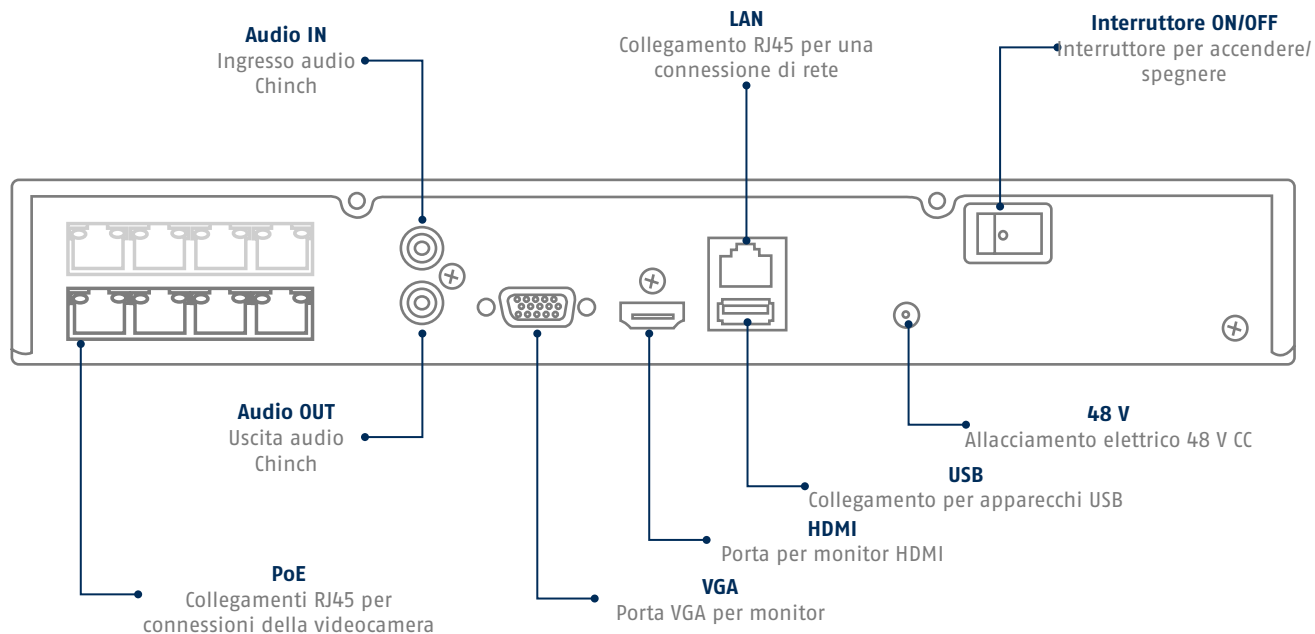 Audio IN
Ingresso audio
Chinch
LAN
Collegamento RJ45 per una
connessione di rete
Interruttore ON/OFF
Interruttore per accendere/
spegnere
Audio OUT
Uscita audio
Chinch
48 V
Allacciamento elettrico 48 V CC
USB
Collegamento per apparecchi USB
HDMI
Porta per monitor HDMI
PoE
Collegamenti RJ45 per
connessioni della videocamera
VGA
Porta VGA per monitor